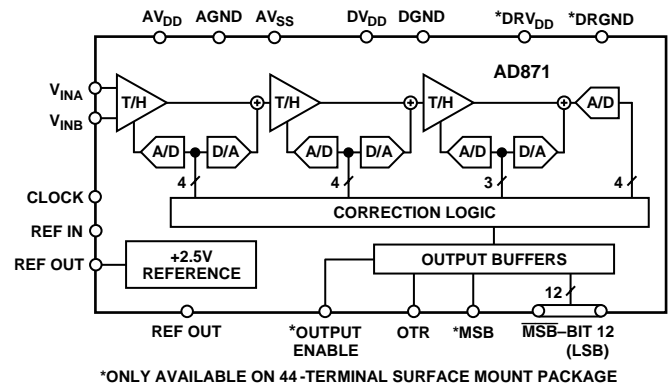 AVDD AGND AVSS DVDD DGND *DRVDD *DRGND
AD871
VINA
VINB
T/H T/H T/H A/D
A/D D/A A/D D/A A/D D/A
4 4 3 4
CLOCK
CORRECTION LOGIC
REF IN
REF OUT
+2.5V
REFERENCE
OUTPUT BUFFERS
12
REF OUT
*OUTPUT
ENABLE
OTR
*MSB
M̅S̅B̅–BIT 12
(LSB)
*ONLY AVAILABLE ON 44-TERMINAL SURFACE MOUNT PACKAGE